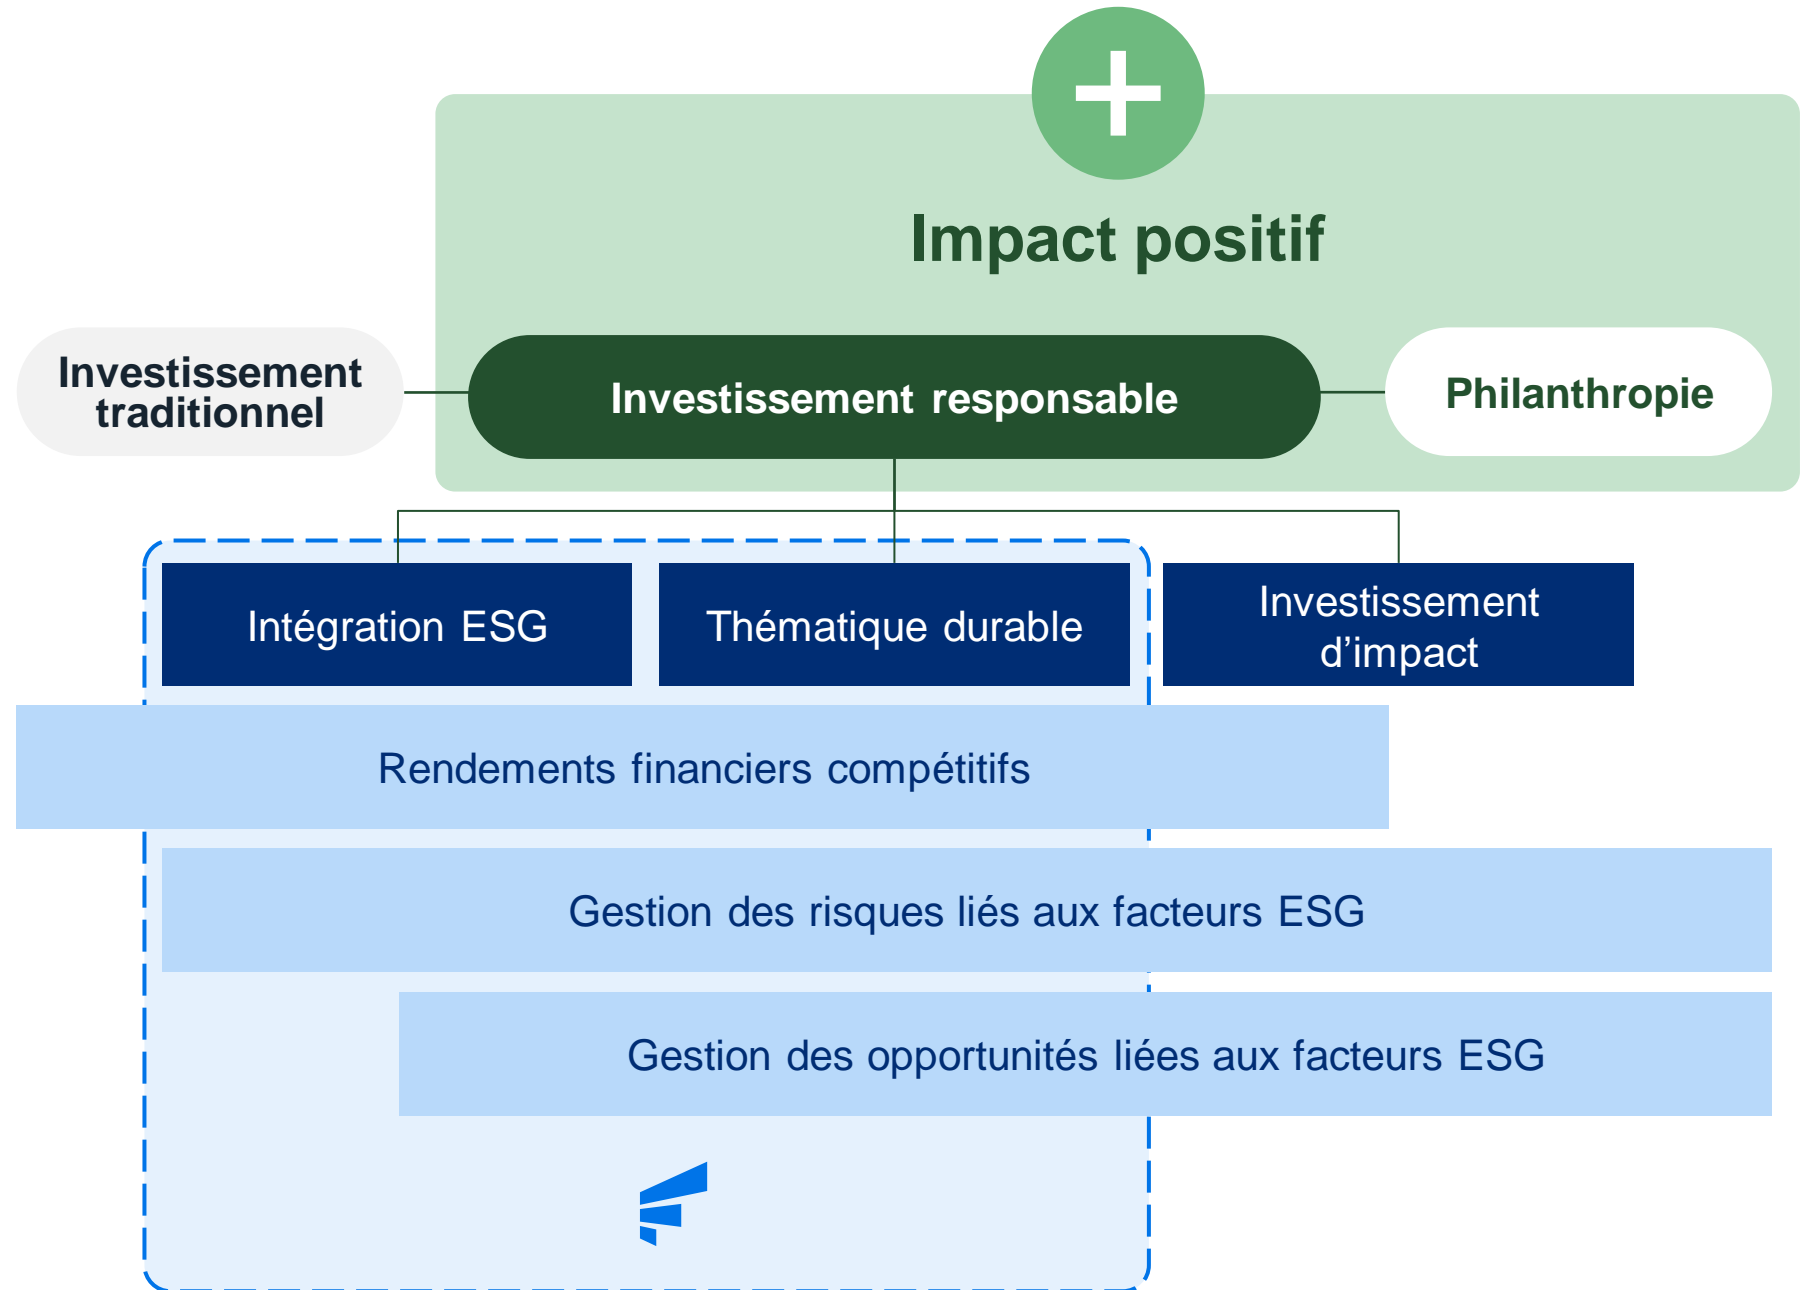 Impact positif
Investissement
traditionnel
Investissement responsable
Philanthropie
Intégration ESG
Thématique durable
Investissement
d’impact
Rendements financiers compétitifs
Gestion des risques liés aux facteurs ESG
Gestion des opportunités liées aux facteurs ESG